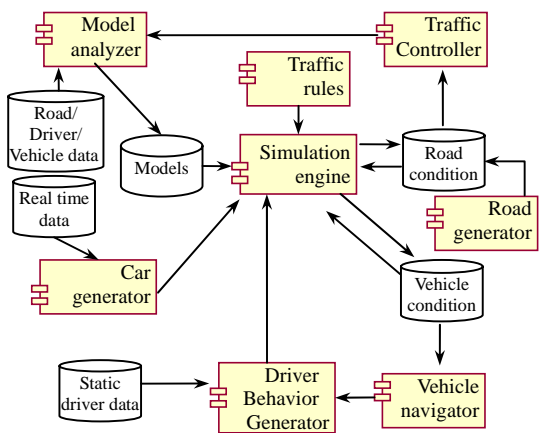 Model
analyzer
Traffic
Controller
Traffic
rules
Road/
Driver/
Vehicle data
Models
Simulation
engine
Road
condition
Real time
data
Road
generator
Car
generator
Vehicle
condition
Static
driver data
Driver
Behavior
Generator
Vehicle
navigator